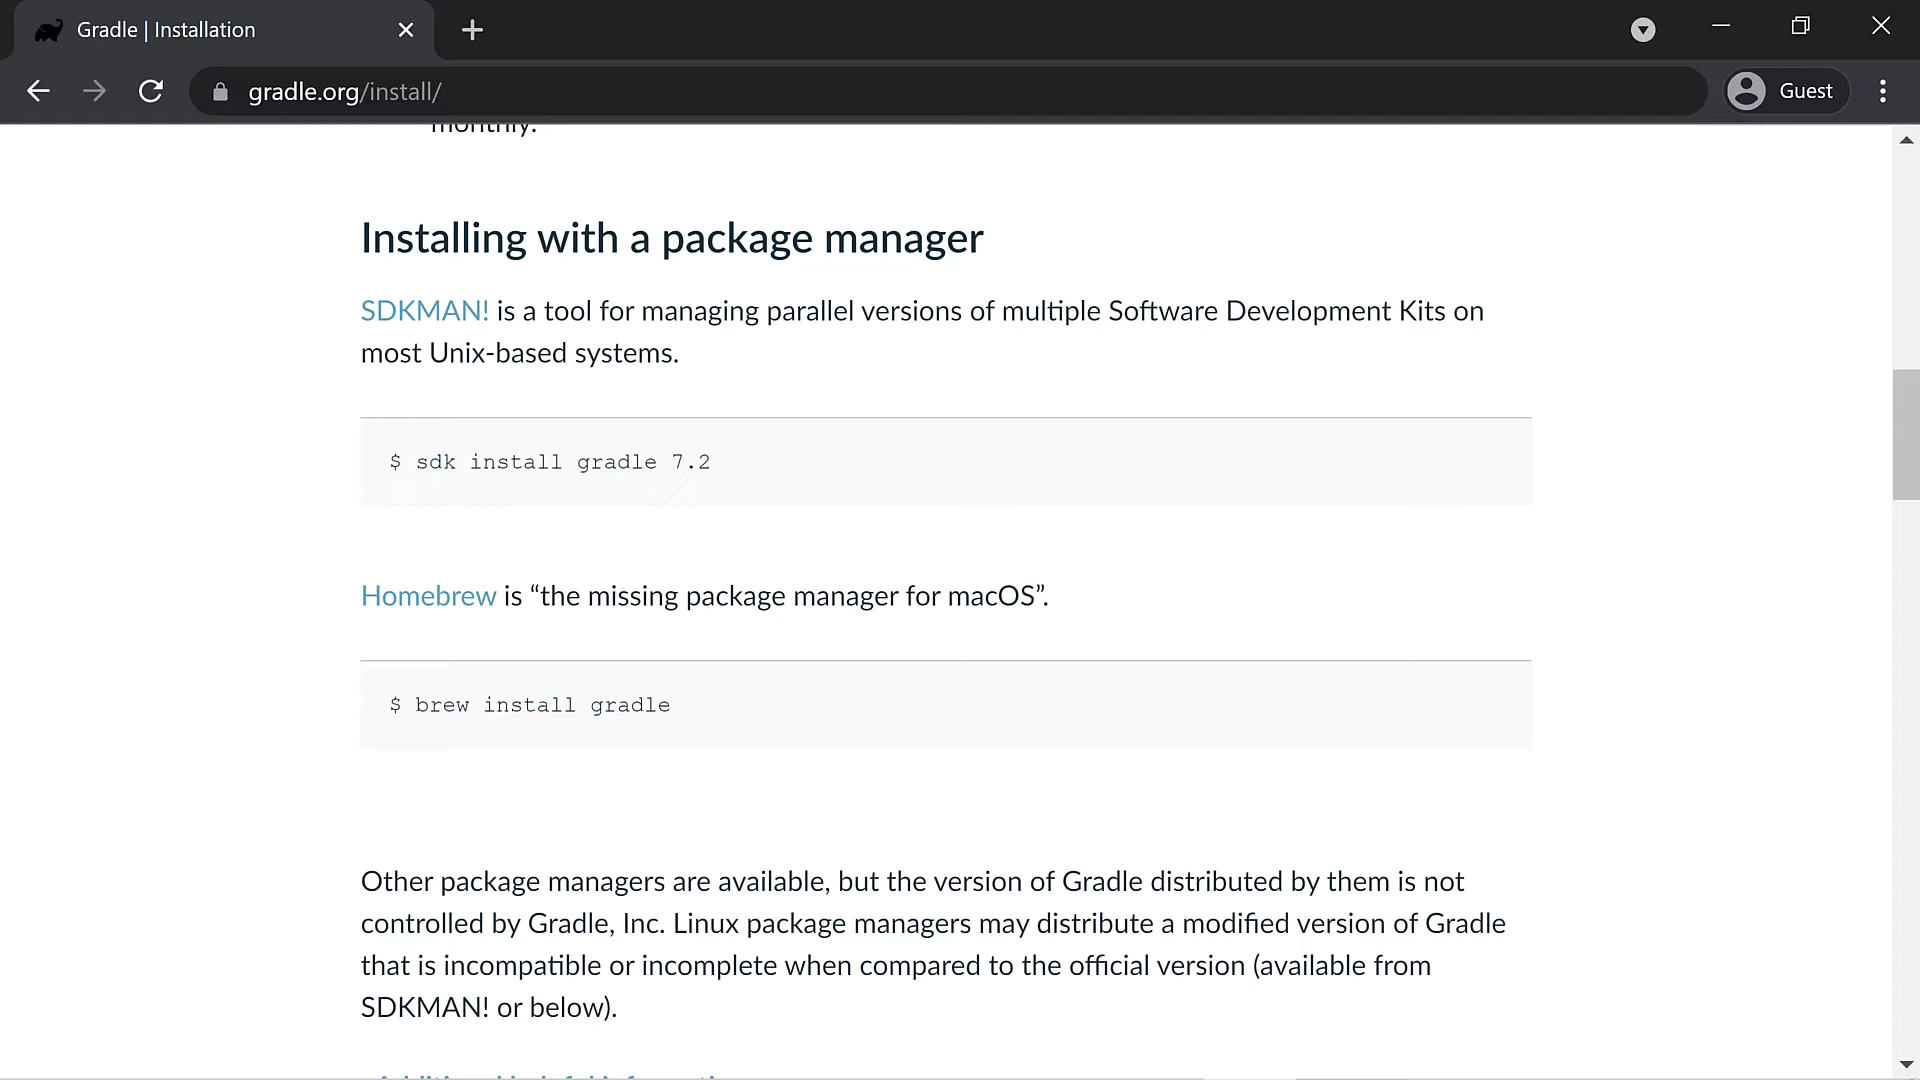 Gradle | Installation
gradle.org/install/
Guest
monthly.
Installing with a package manager
SDKMAN! is a tool for managing parallel versions of multiple Software Development Kits on
most Unix-based systems.
$ sdk install gradle 7.2
Homebrew is “the missing package manager for macOS”.
$ brew install gradle
Other package managers are available, but the version of Gradle distributed by them is not
controlled by Gradle, Inc. Linux package managers may distribute a modified version of Gradle
that is incompatible or incomplete when compared to the official version (available from
SDKMAN! or below).